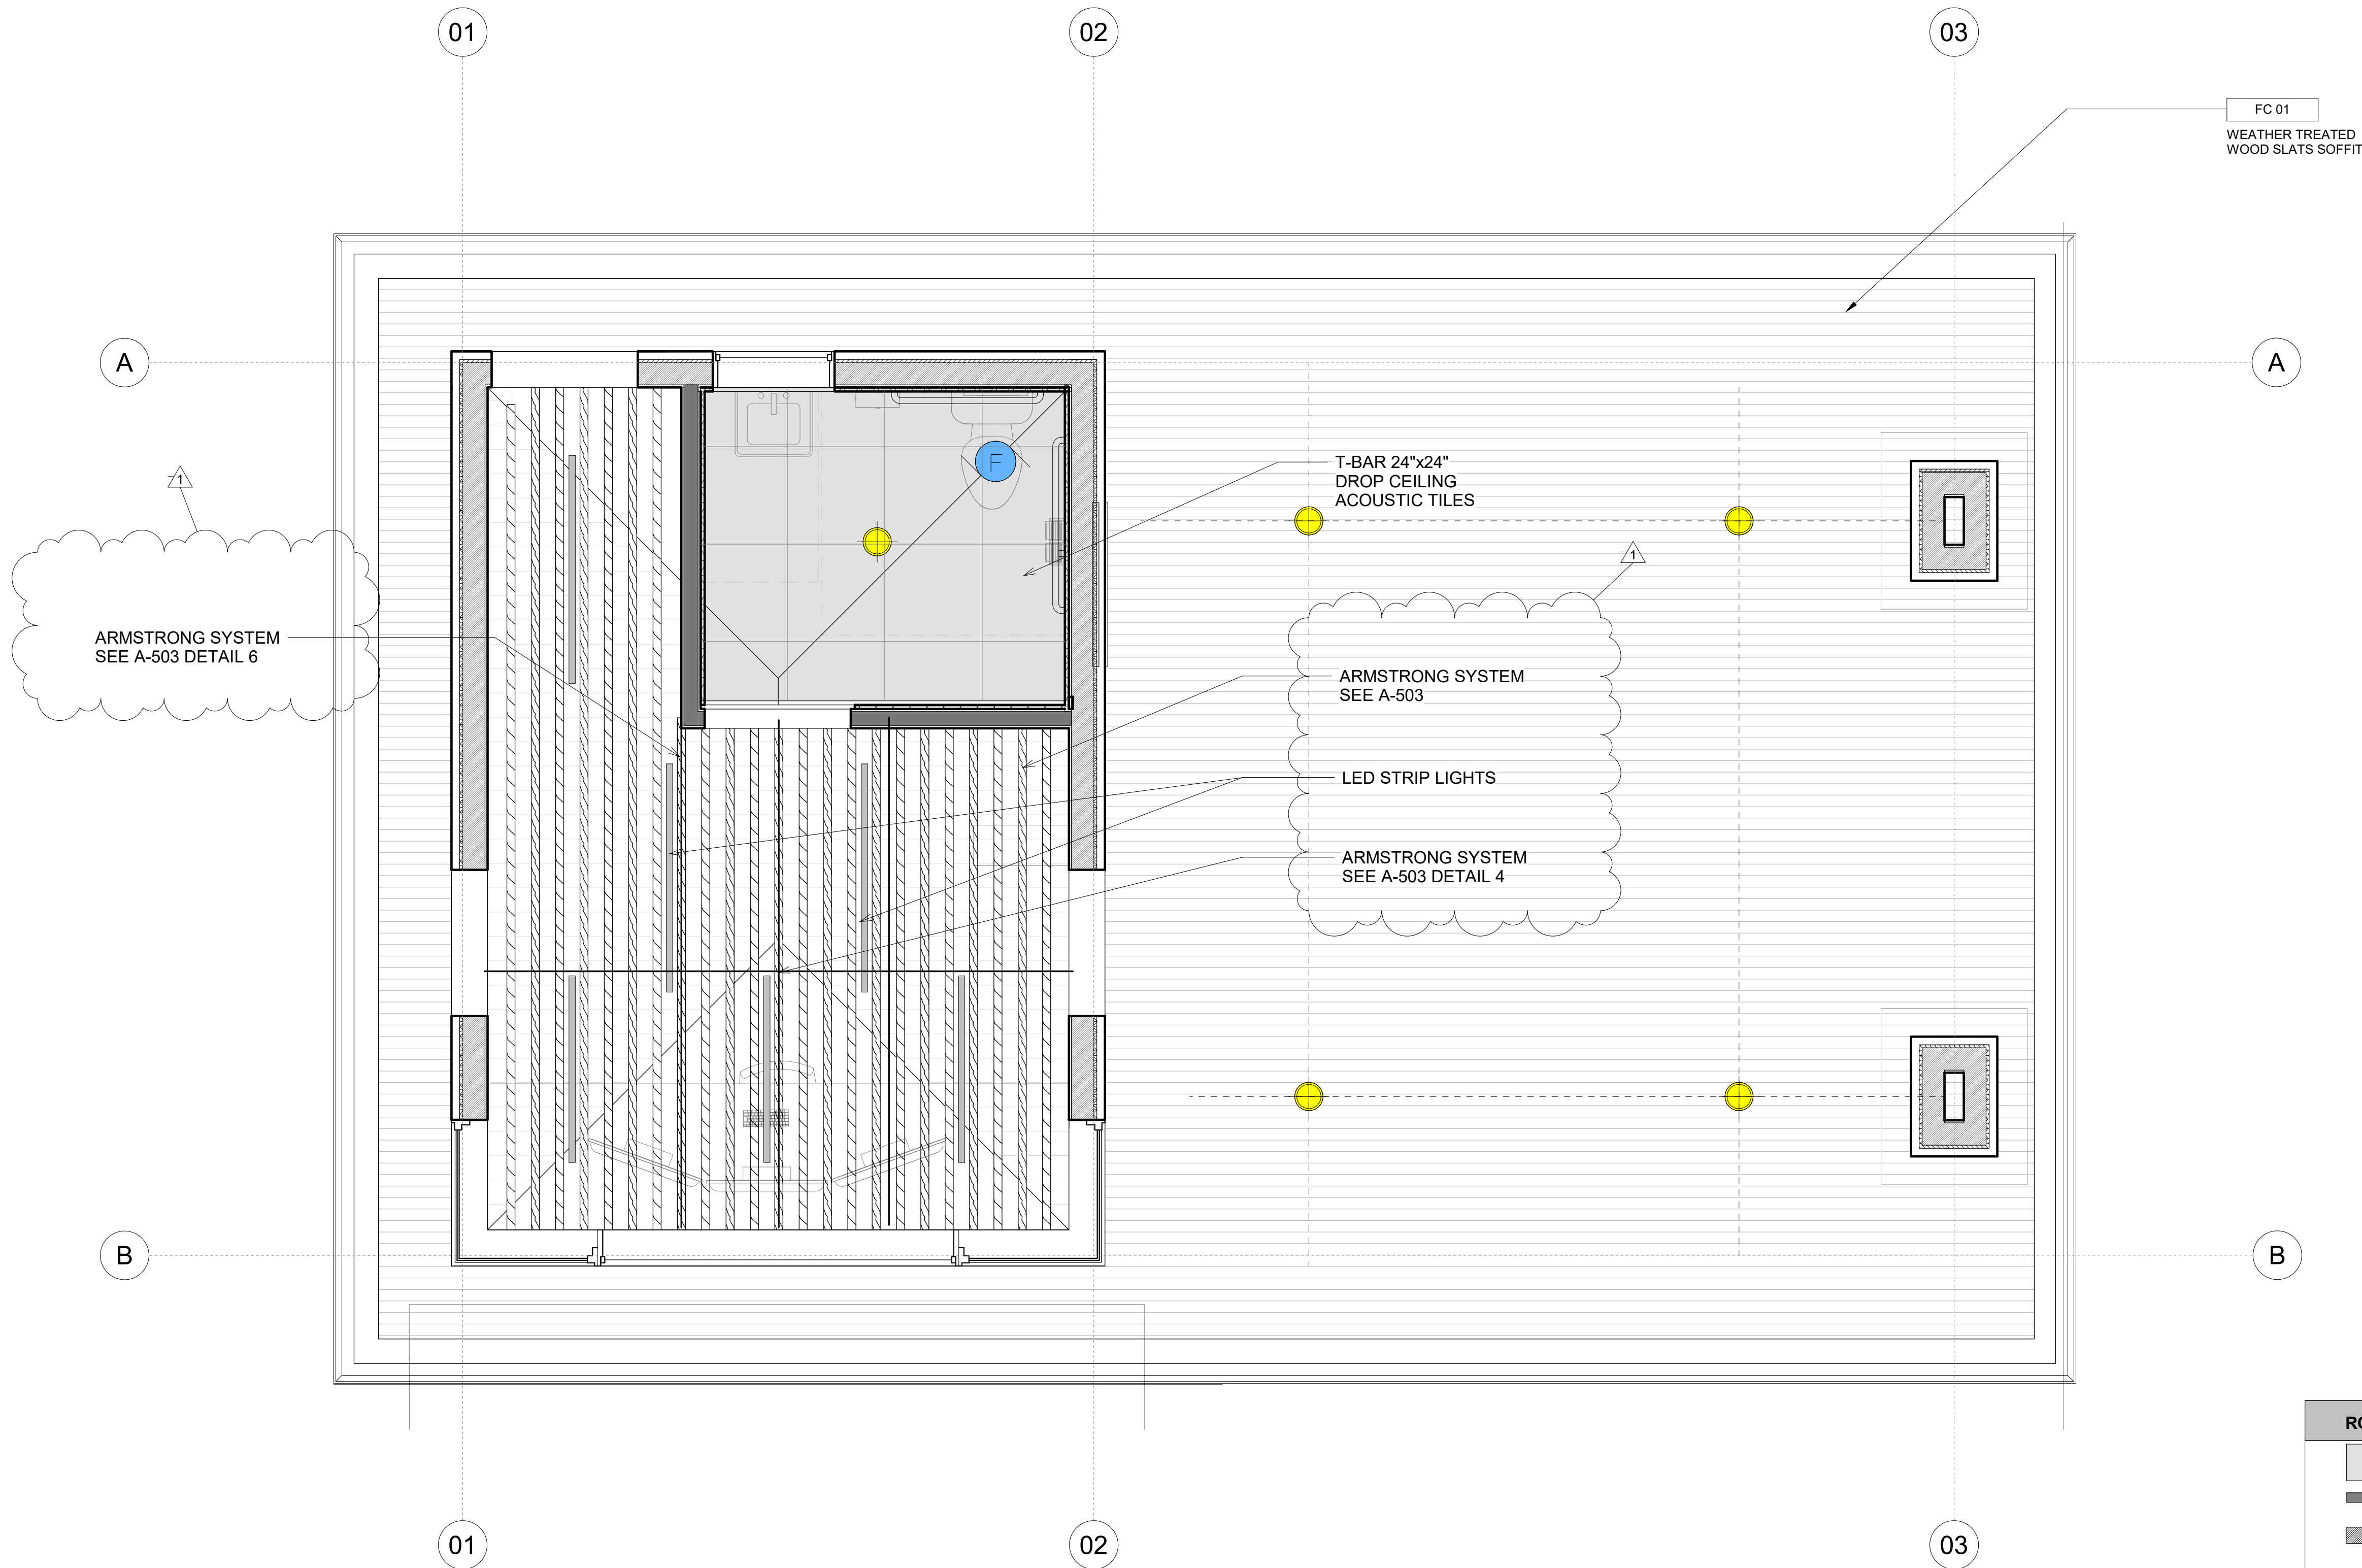 01
02
03
FC 01
WEATHER TREATED
WOOD SLATS SOFFIT
A
A
F
T-BAR 24"x24"
DROP CEILING
ACOUSTIC TILES
1
1
ARMSTRONG SYSTEM
SEE A-503 DETAIL 6
ARMSTRONG SYSTEM
SEE A-503
LED STRIP LIGHTS
ARMSTRONG SYSTEM
SEE A-503 DETAIL 4
B
B
01
02
03